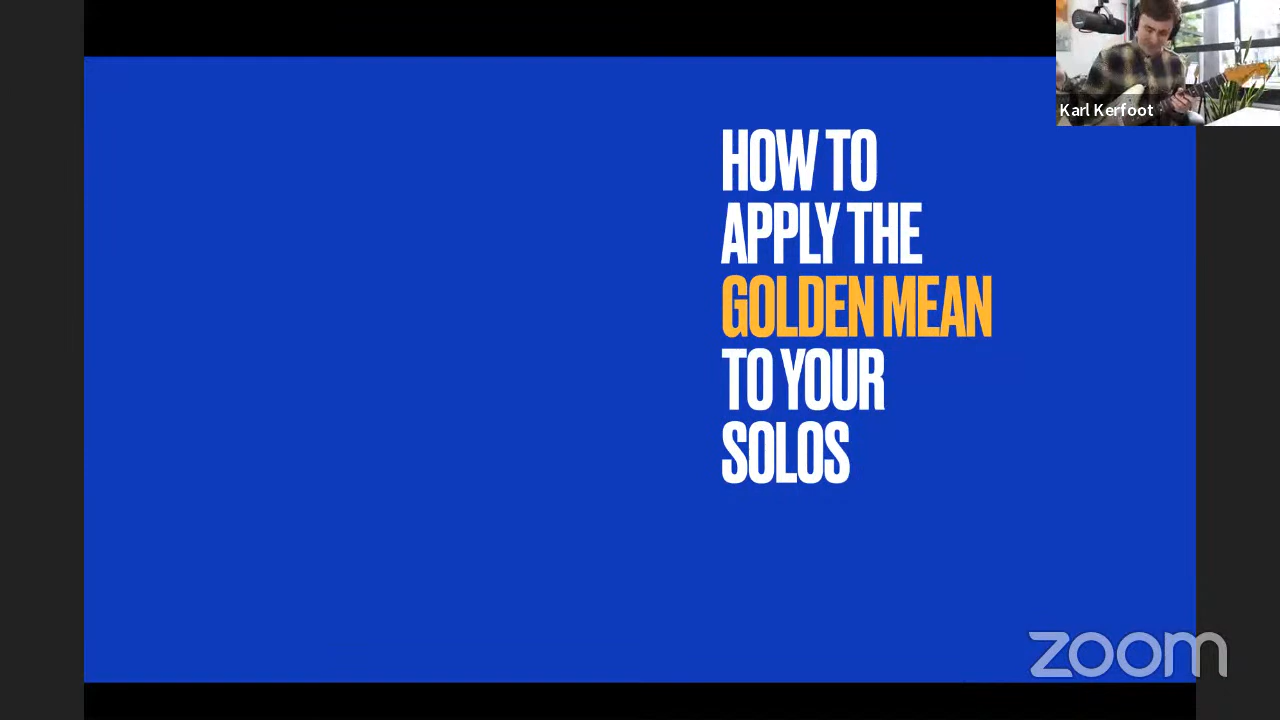 Karl Kerfoot
HOW TO
APPLY THE
GOLDEN MEAN
TO YOUR
SOLOS
zoom